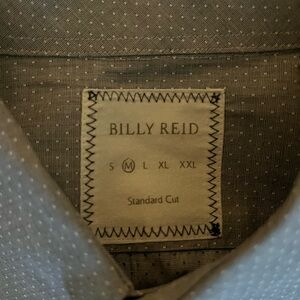 BILLY REID
S M L XL XXL
Standard Cut